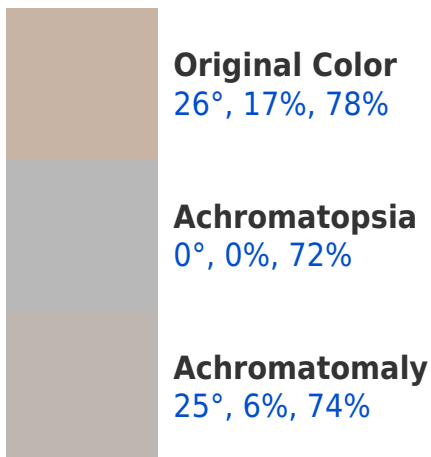 Original Color
26°, 17%, 78%
Achromatopsia
0°, 0%, 72%
Achromatomaly
25°, 6%, 74%